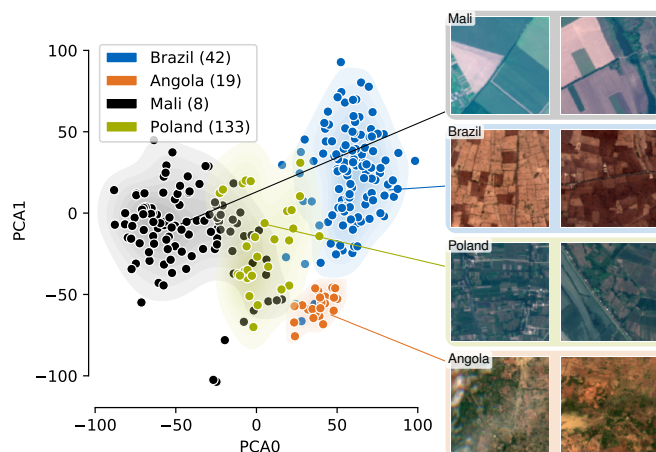 Brazil (42)
Angola (19)
Mali (8)
Poland (133)
100
50
0
−50
−100
PCA1
−100
−50
0
50
100
PCA0
Mali
Brazil
Poland
Angola